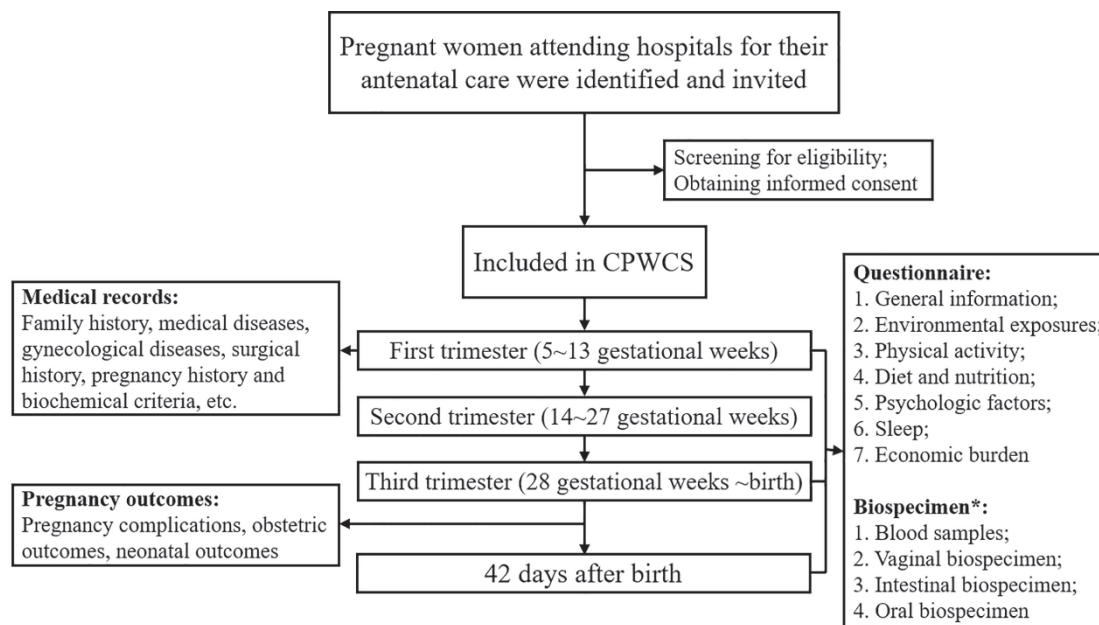 Pregnant women attending hospitals for their
antenatal care were identified and invited
Screening for eligibility;
Obtaining informed consent
Included in CPWCS
Medical records:
Family history, medical diseases,
gynecological diseases, surgical
history, pregnancy history and
biochemical criteria, etc.
First trimester (5~13 gestational weeks)
Second trimester (14~27 gestational weeks)
Third trimester (28 gestational weeks ~birth)
Pregnancy outcomes:
Pregnancy complications, obstetric
outcomes, neonatal outcomes
42 days after birth
Questionnaire:
1. General information;
2. Environmental exposures;
3. Physical activity;
4. Diet and nutrition;
5. Psychologic factors;
6. Sleep;
7. Economic burden
Biospecimen*:
1. Blood samples;
2. Vaginal biospecimen;
3. Intestinal biospecimen;
4. Oral biospecimen